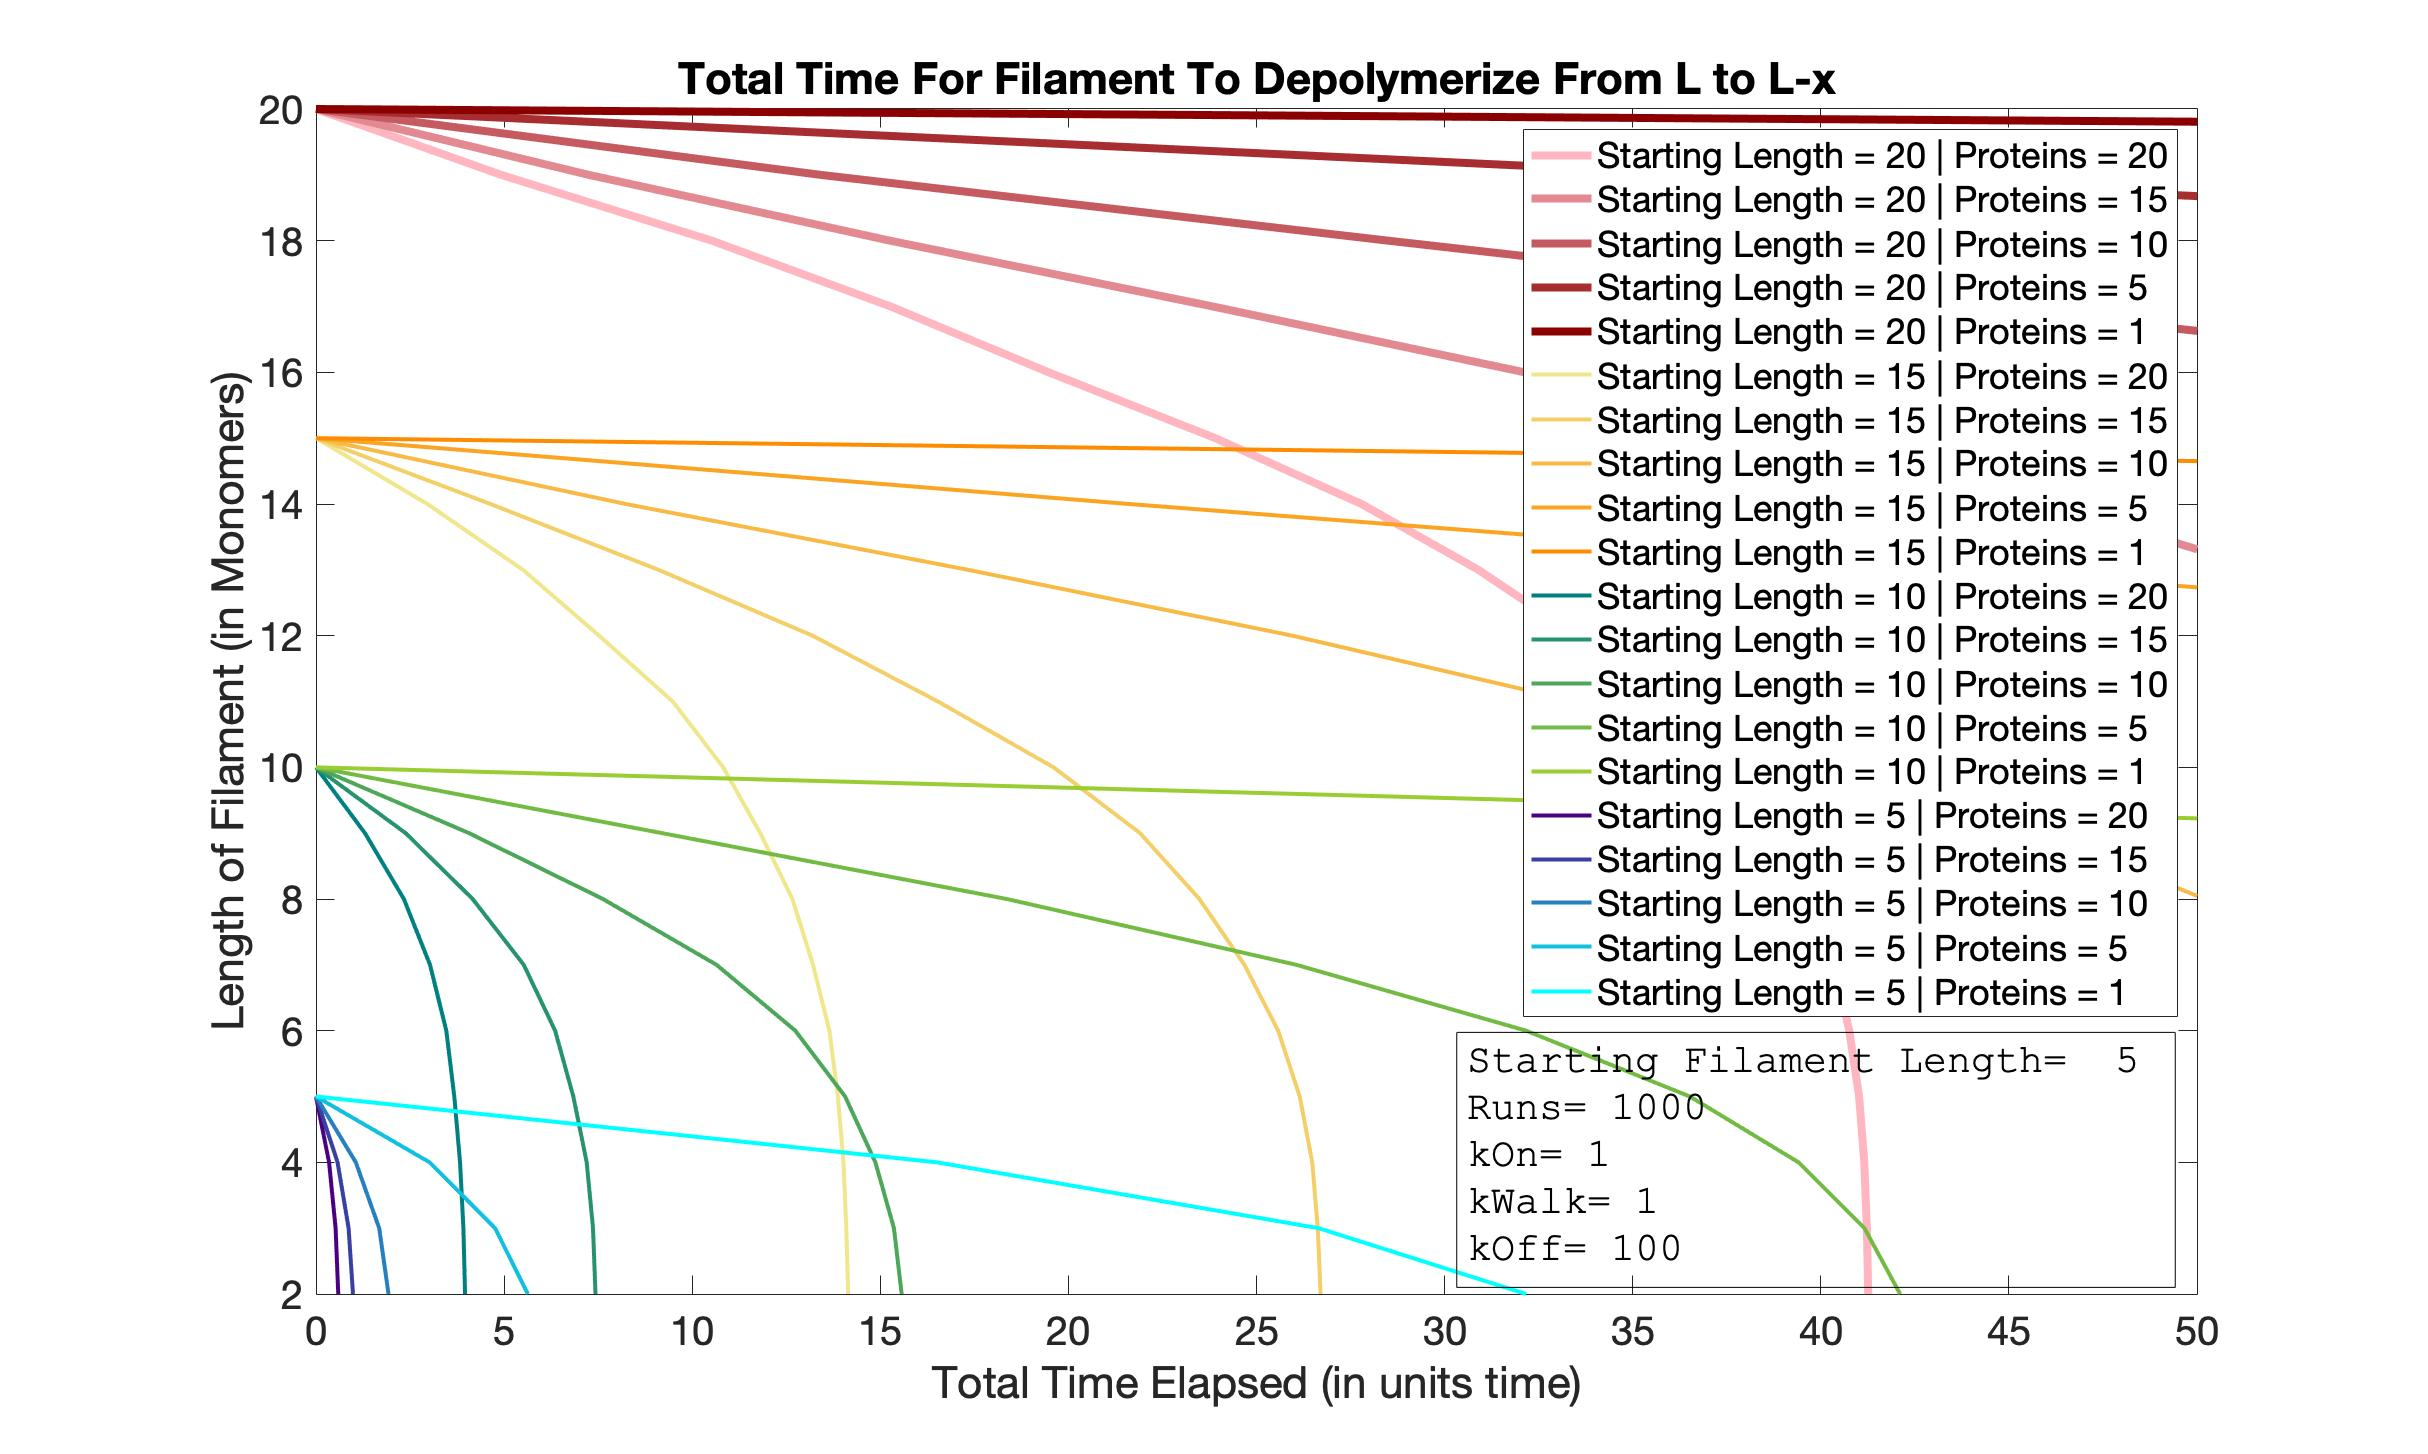 Total Time For Filament To Depolymerize From L to L-x
20
18
16
14
12
10
8
6
4
2
Length of Filament (in Monomers)
Starting Length = 20 | Proteins = 20
Starting Length = 20 | Proteins = 15
Starting Length = 20 | Proteins = 10
Starting Length = 20 | Proteins = 5
Starting Length = 20 | Proteins = 1
Starting Length = 15 | Proteins = 20
Starting Length = 15 | Proteins = 15
Starting Length = 15 | Proteins = 10
Starting Length = 15 | Proteins = 5
Starting Length = 15 | Proteins = 1
Starting Length = 10 | Proteins = 20
Starting Length = 10 | Proteins = 15
Starting Length = 10 | Proteins = 10
Starting Length = 10 | Proteins = 5
Starting Length = 10 | Proteins = 1
Starting Length = 5 | Proteins = 20
Starting Length = 5 | Proteins = 15
Starting Length = 5 | Proteins = 10
Starting Length = 5 | Proteins = 5
Starting Length = 5 | Proteins = 1
Starting Filament Length= 5
Runs= 1000
kOn= 1
kWalk= 1
kOff= 100
0 5 10 15 20 25 30 35 40 45 50
Total Time Elapsed (in units time)